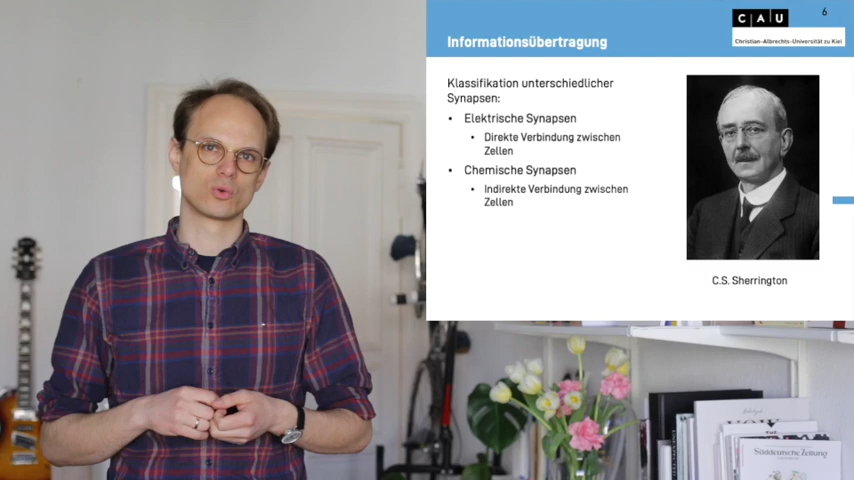 6
C A U
Christian-Albrechts-Universität zu Kiel
Informationsübertragung
Klassifikation unterschiedlicher
Synapsen:
• Elektrische Synapsen
• Direkte Verbindung zwischen
Zellen
• Chemische Synapsen
• Indirekte Verbindung zwischen
Zellen
C.S. Sherrington
Süddeutsche Zeitung